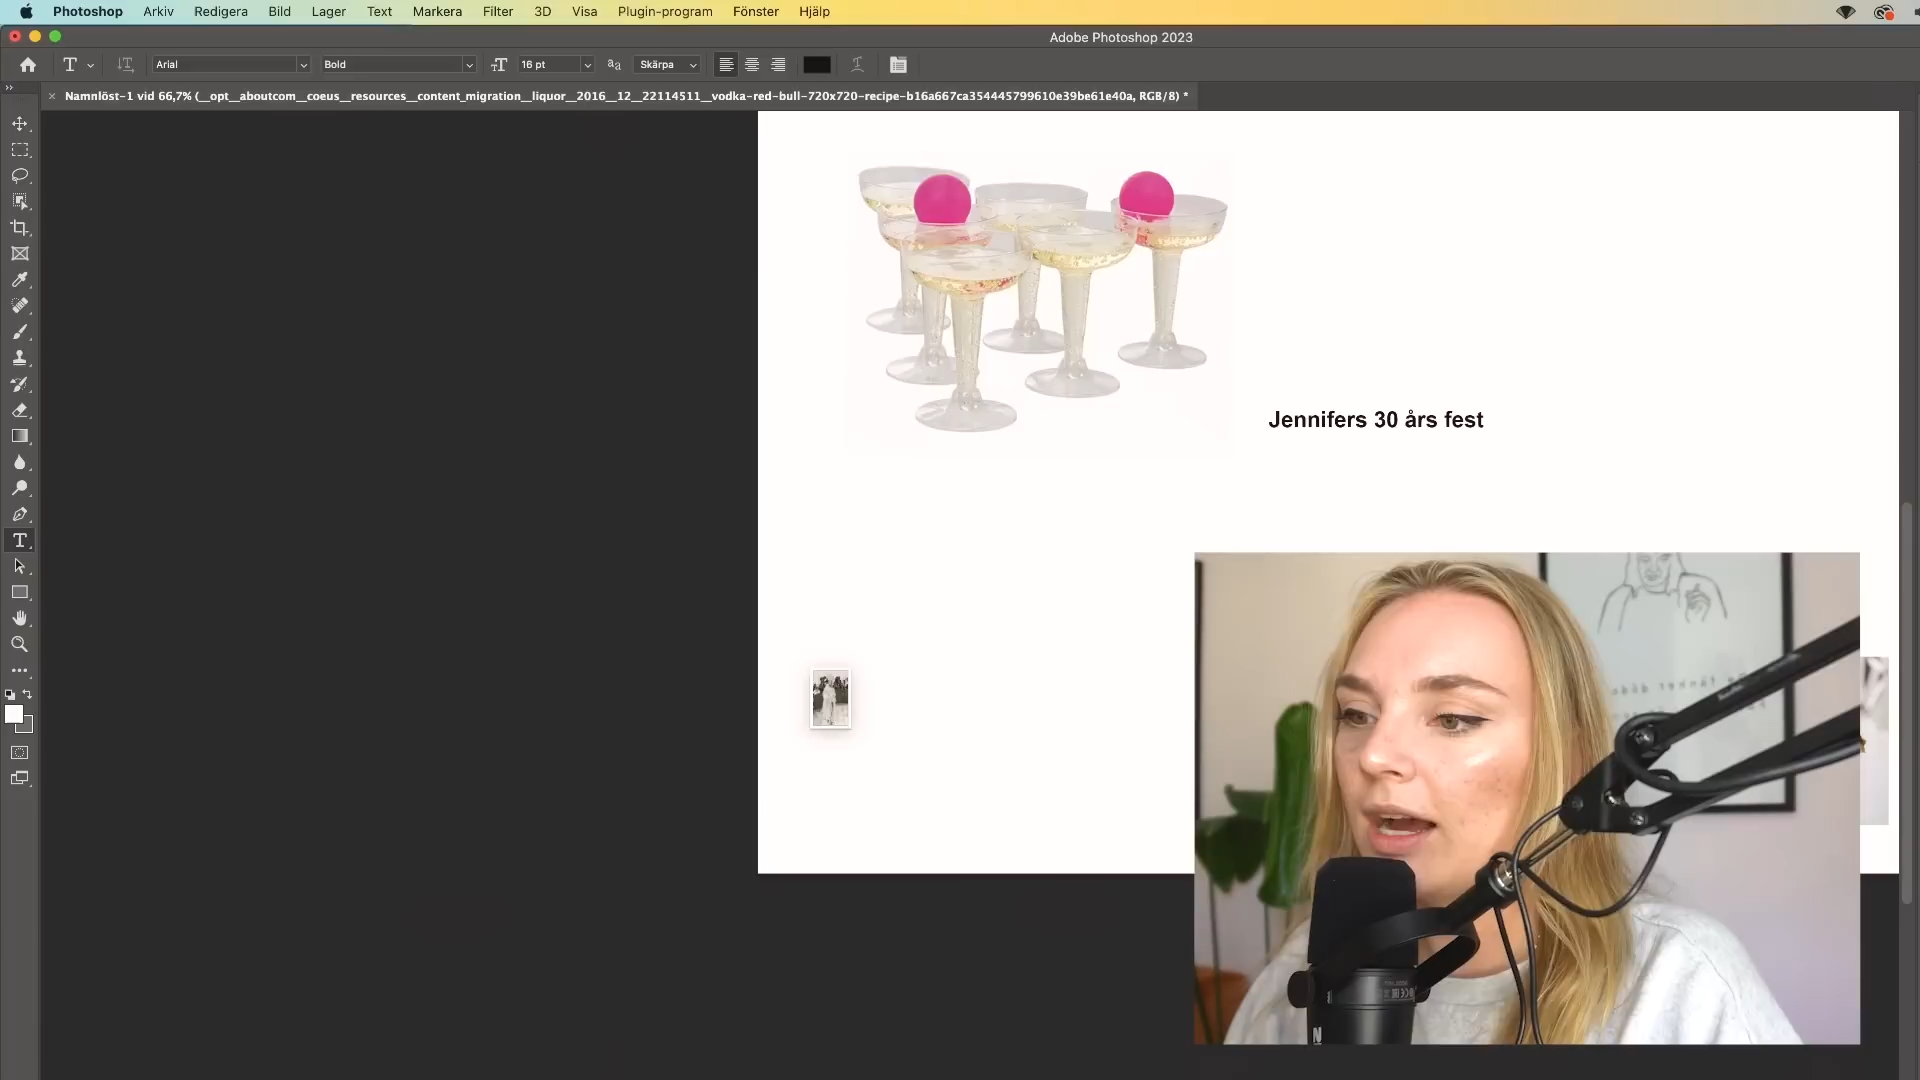 Photoshop Arkiv Redigera Bild Lager Text Markera Filter 3D Visa Plugin-program Fönster Hjälp
Adobe Photoshop 2023
Arial Bold 16 pt Skärpa
Namnlöst-1 vid 66,7% (__opt__aboutcom__coeus__resources__content_migration__liquor__2016__12__22114511__vodka-red-bull-720x720-recipe-b16a667ca354445799610e39be61e40a, RGB/8) *
Jennifers 30 års fest